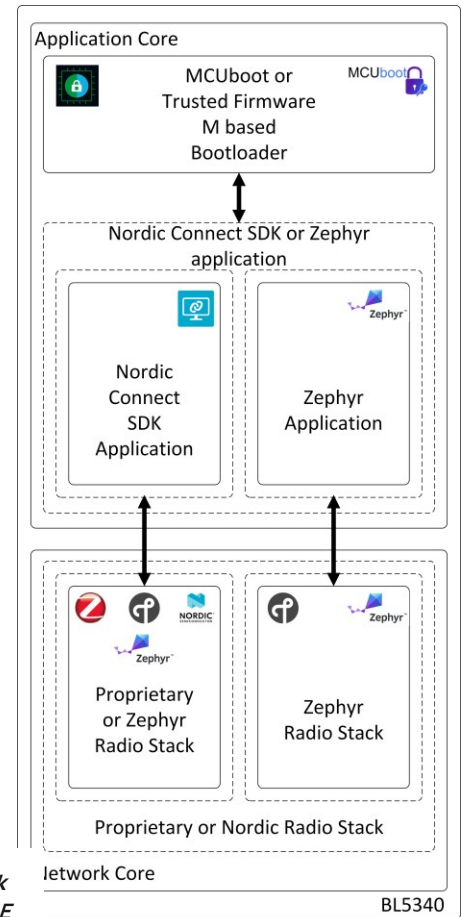 Application Core
MCUboot or
Trusted Firmware
M based
Bootloader
MCUboot
Nordic Connect SDK or Zephyr
application
Nordic
Connect
SDK
Application
Zephyr
Zephyr
Application
NORDIC
SEMICONDUCTOR
Zephyr
Proprietary
or Zephyr
Radio Stack
Zephyr
Zephyr
Radio Stack
Proprietary or Nordic Radio Stack
k
E
letwork Core
BL5340